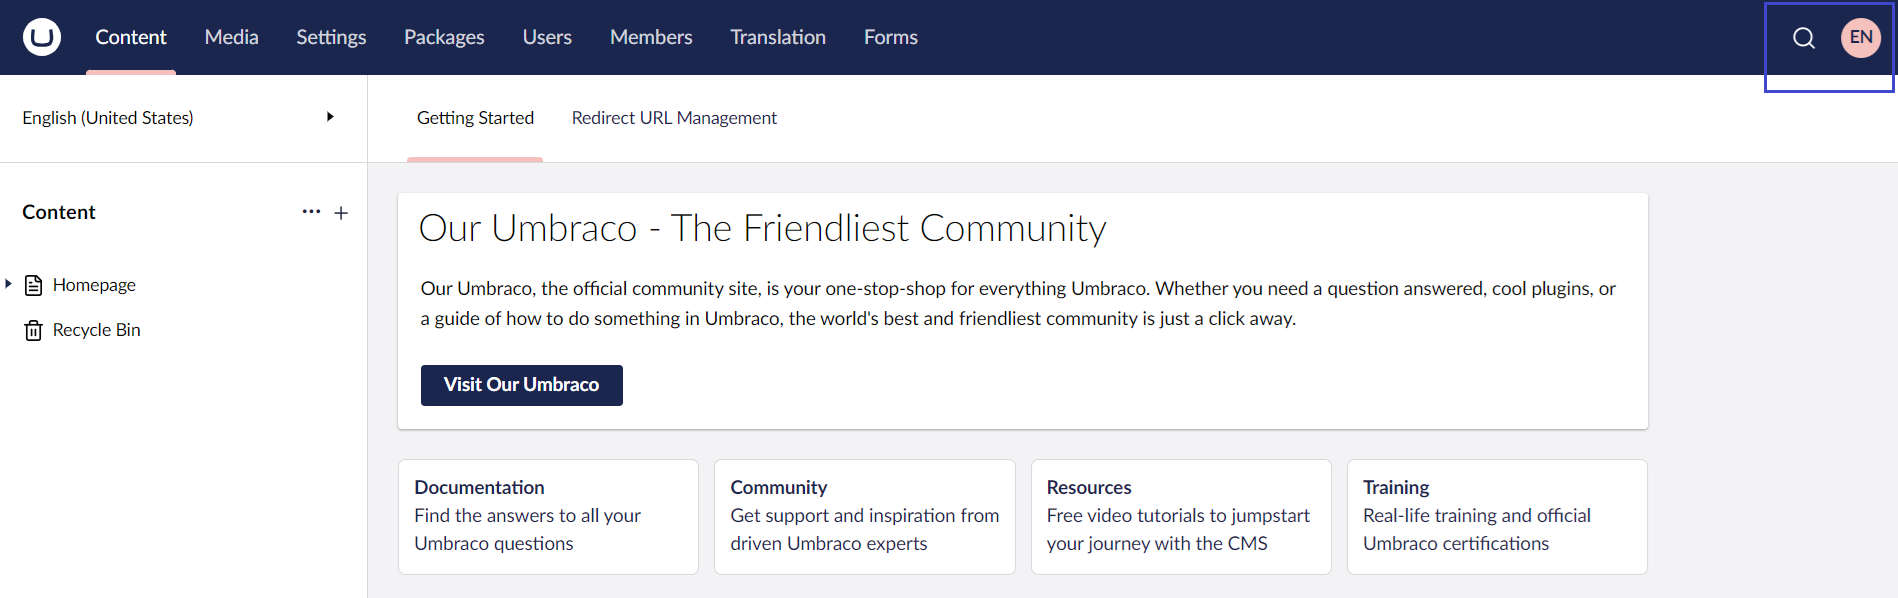 Content Media Settings Packages Users Members Translation Forms EN
English (United States)
Getting Started Redirect URL Management
Content
Homepage
Recycle Bin
Our Umbraco - The Friendliest Community
Our Umbraco, the official community site, is your one-stop-shop for everything Umbraco. Whether you need a question answered, cool plugins, or
a guide of how to do something in Umbraco, the world's best and friendliest community is just a click away.
Visit Our Umbraco
Documentation
Find the answers to all your
Umbraco questions
Community
Get support and inspiration from
driven Umbraco experts
Resources
Free video tutorials to jumpstart
your journey with the CMS
Training
Real-life training and official
Umbraco certifications